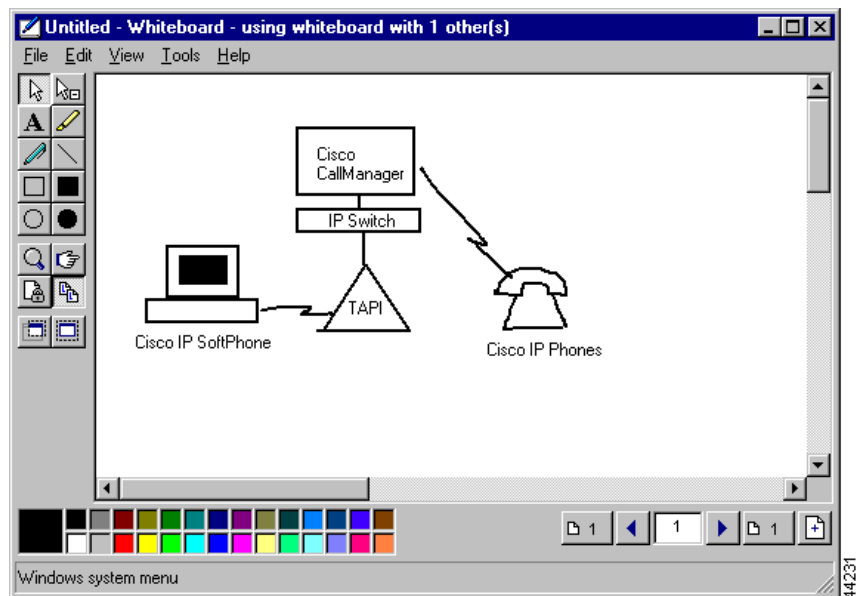 Untitled - Whiteboard - using whiteboard with 1 other(s)
File Edit View Tools Help
A
Cisco
CallManager
IP Switch
TAPI
Cisco IP SoftPhone
Cisco IP Phones
1 1 1
Windows system menu
44231